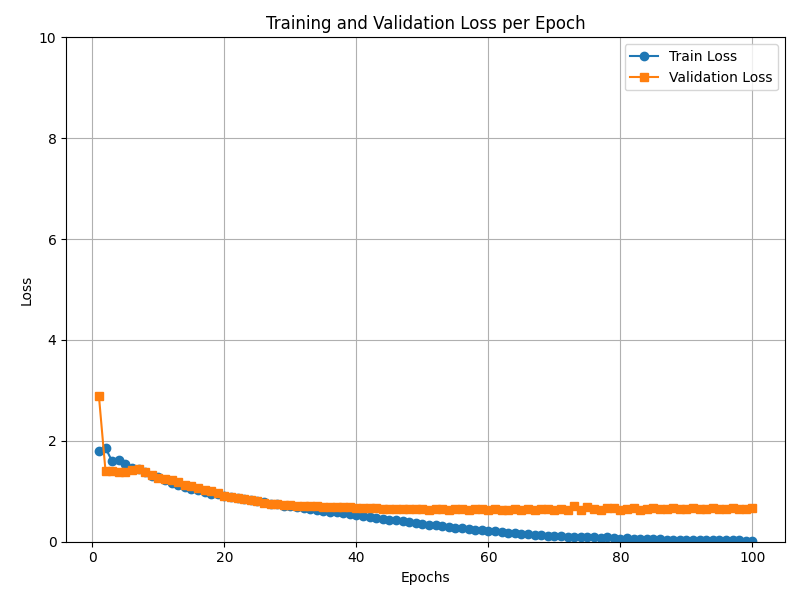 Training and Validation Loss per Epoch
10
8
6
4
2
0
Loss
Train Loss
Validation Loss
0 20 40 60 80 100
Epochs